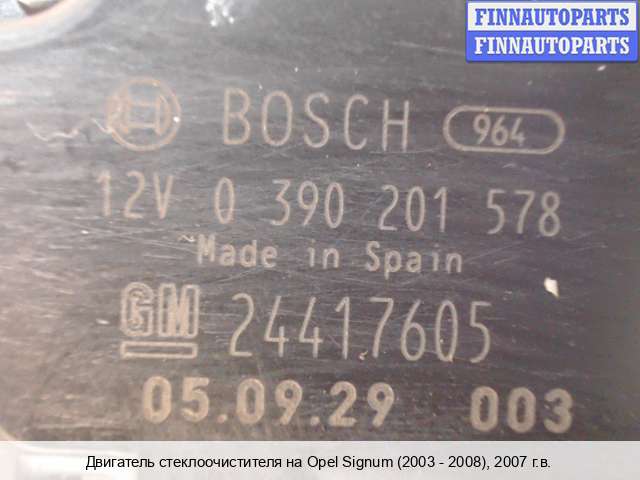 FINNAUTOPARTS
FINNAUTOPARTS
BOSCH 964
12V 0 390 201 578
Made in Spain
GM 24417605
05.09.29 003
Двигатель стеклоочистителя на Opel Signum (2003 - 2008), 2007 г.в.